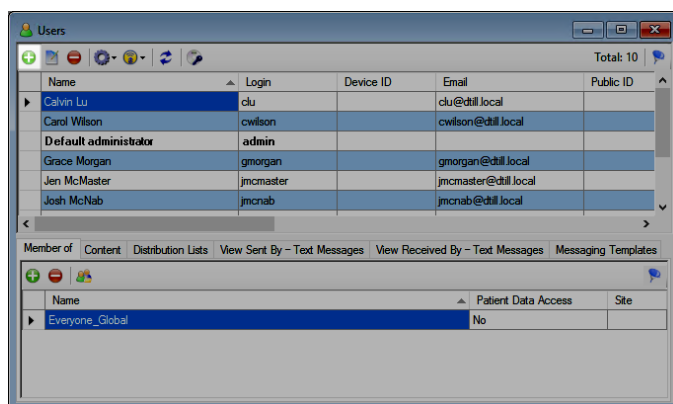 Users
Total: 10
Name Login Device ID Email Public ID
Calvin Lu clu clu@dtill.local
Carol Wilson cwilson cwilson@dtill.local
Default administrator admin
Grace Morgan gmorgan gmorgan@dtill.local
Jen McMaster jmcmaster jmcmaster@dtill.local
Josh McNab jmcnab jmcnab@dtill.local
Member of Content Distribution Lists View Sent By – Text Messages View Received By – Text Messages Messaging Templates
Name Patient Data Access Site
Everyone_Global No